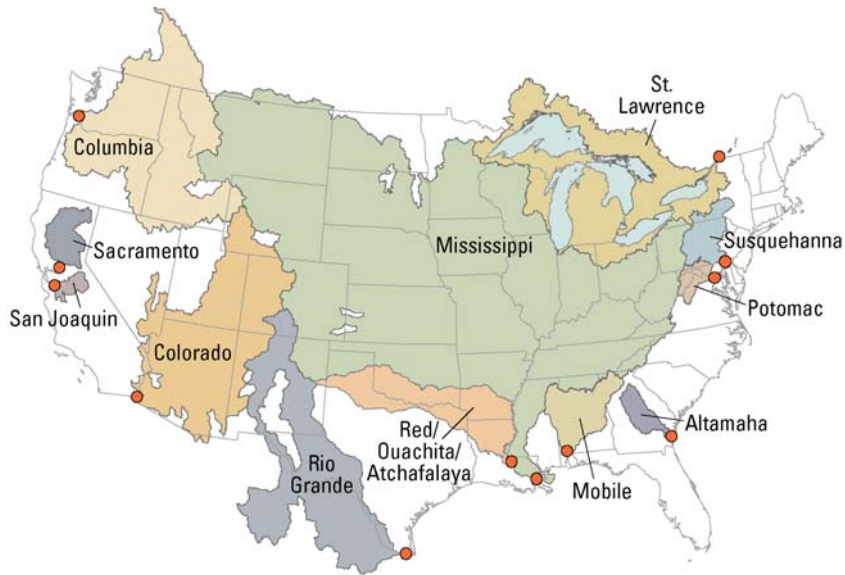 St.
Lawrence
Columbia
Mississippi
Susquehanna
Sacramento
Potomac
San Joaquin
Colorado
Altamaha
Red/
Ouachita/
Atchafalaya
Rio
Grande
Mobile